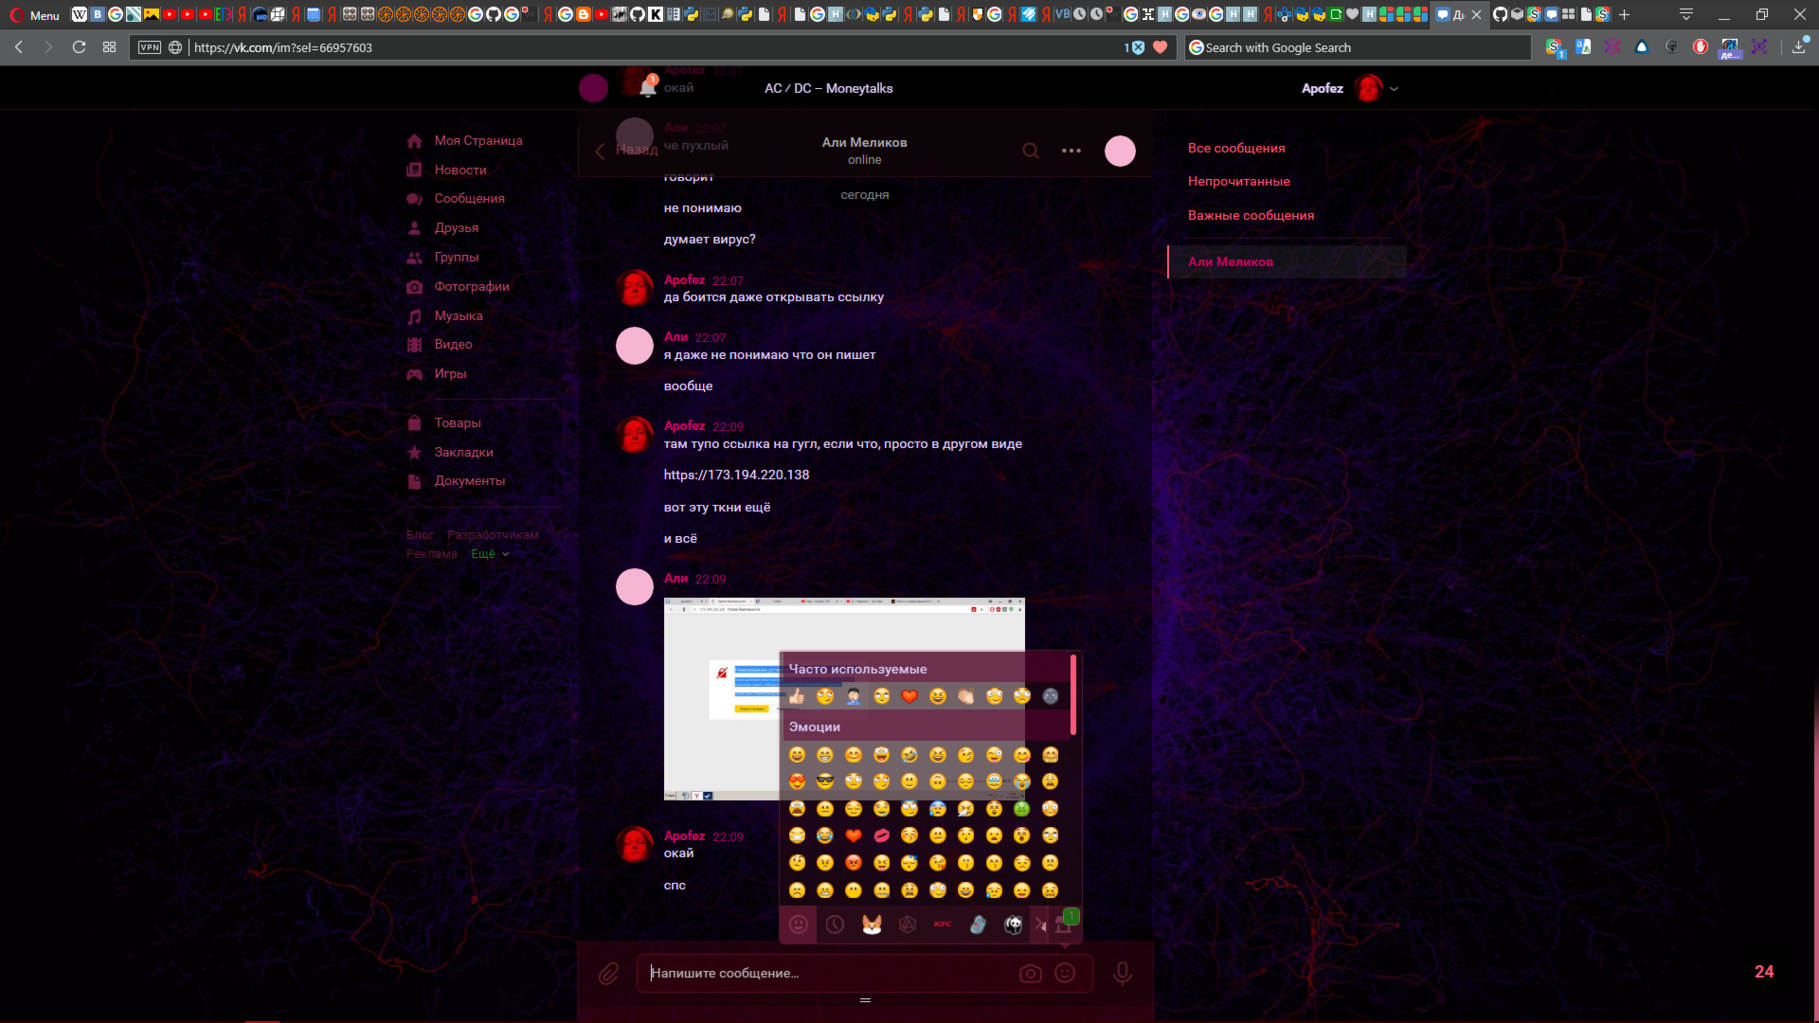 Menu
VPN
https://vk.com/im?sel=66957603
1
Search with Google Search
1
де...
Apofez 22:07
1
окай
AC / DC – Moneytalks
Apofez
Али 22:07
че пухлый
Назад
Али Меликов
online
говорит
сегодня
не понимаю
думает вирус?
Apofez 22:07
да боится даже открывать ссылку
Али 22:07
я даже не понимаю что он пишет
вообще
Apofez 22:09
там тупо ссылка на гугл, если что, просто в другом виде
https://173.194.220.138
вот эту ткни ещё
и всё
Али 22:09
Apofez 22:09
окай
спс
Моя Страница
Новости
Сообщения
Друзья
Группы
Фотографии
Музыка
Видео
Игры
Товары
Закладки
Документы
Блог Разработчикам
Реклама Ещё
Все сообщения
Непрочитанные
Важные сообщения
Али Меликов
Часто используемые
Эмоции
KFC
1
Напишите сообщение...
24